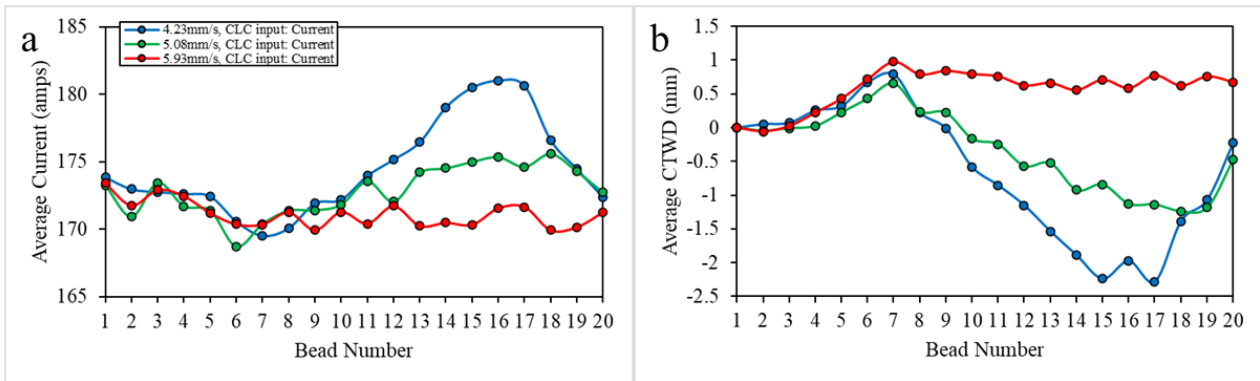 a
4.23mm/s, CLC input: Current
5.08mm/s, CLC input: Current
5.93mm/s, CLC input: Current
Average Current (amps)
185
180
175
170
165
1 2 3 4 5 6 7 8 9 10 11 12 13 14 15 16 17 18 19 20
Bead Number
b
Average CTWD (mm)
1.5
1
0.5
0
-0.5
-1
-1.5
-2
-2.5
1 2 3 4 5 6 7 8 9 10 11 12 13 14 15 16 17 18 19 20
Bead Number